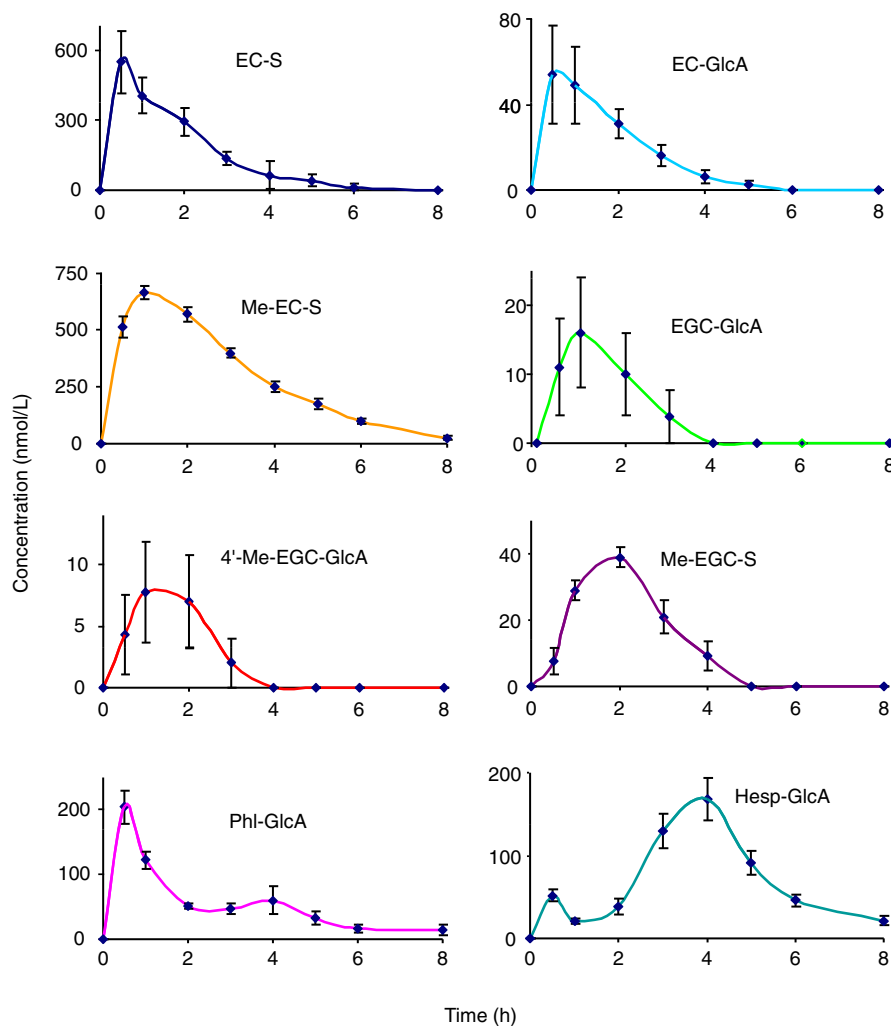 EC-S
600
300
0
0 2 4 6 8
EC-GlcA
80
40
0
0 2 4 6 8
Me-EC-S
750
500
250
0
0 2 4 6 8
EGC-GlcA
20
10
0
0 2 4 6 8
4'-Me-EGC-GlcA
10
5
0
0 2 4 6 8
Me-EGC-S
40
20
0
0 2 4 6 8
Phl-GlcA
200
100
0
0 2 4 6 8
Hesp-GlcA
200
100
0
0 2 4 6 8
Concentration (nmol/L)
Time (h)